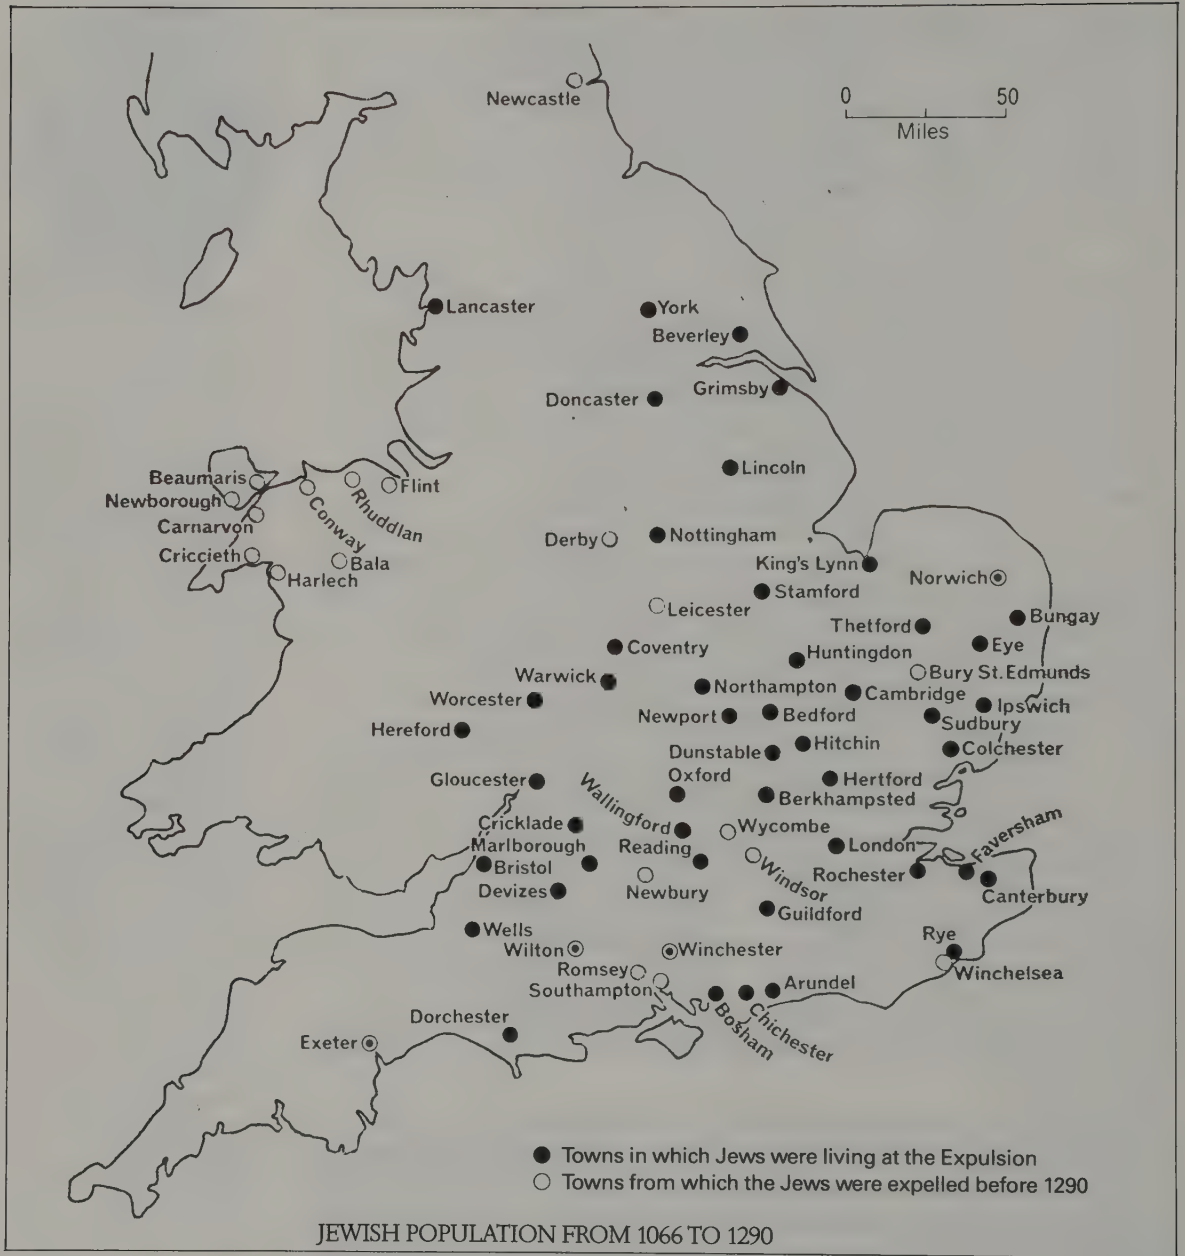 Newcastle
0 50
Miles
Lancaster
York
Beverley
Grimsby
Doncaster
Lincoln
Beaumaris
Newborough
Carnarvon
Conway
Rhuddlan
Flint
Criccieth
Harlech
Bala
Derby
Nottingham
King's Lynn
Norwich
Stamford
Leicester
Thetford
Bungay
Eye
Coventry
Huntingdon
Bury St. Edmunds
Warwick
Northampton
Cambridge
Worcester
Newport
Bedford
Ipswich
Sudbury
Hereford
Dunstable
Hitchin
Colchester
Gloucester
Oxford
Hertford
Berkhampsted
Wallingford
Cricklade
Wycombe
Marlborough
Reading
London
Faversham
Bristol
Windsor
Rochester
Devizes
Newbury
Canterbury
Guildford
Wells
Wilton
Winchester
Rye
Winchelsea
Romsey
Southampton
Arundel
Bosham
Chichester
Dorchester
Exeter
Towns in which Jews were living at the Expulsion
Towns from which the Jews were expelled before 1290
JEWISH POPULATION FROM 1066 TO 1290